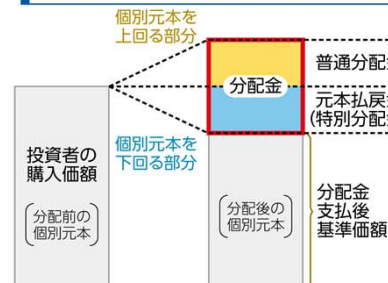 個別元本を
上回る部分
普通分配金
分配金
元本払戻金
(特別分配金
個別元本を
下回る部分
投資者の
購入価額
分配前の
個別元本
分配後の
個別元本
分配金
支払後
基準価額